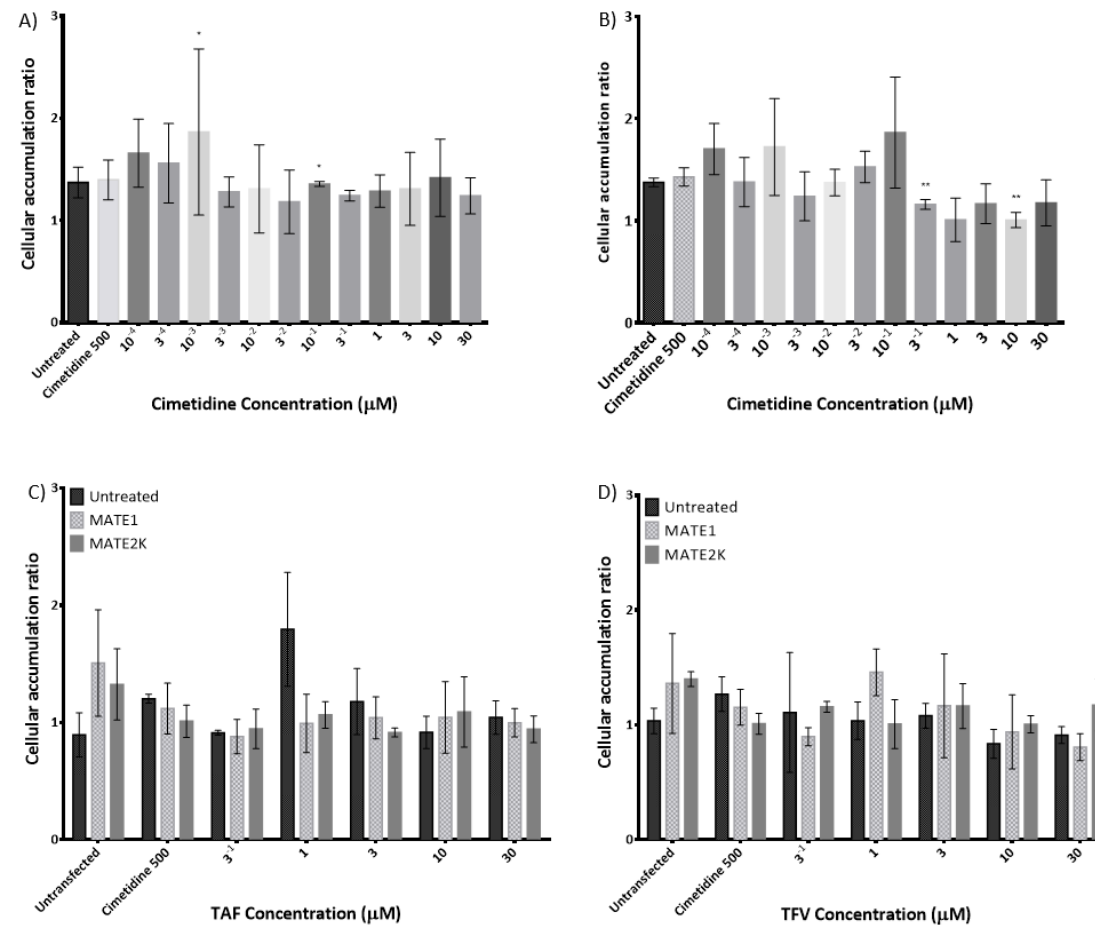 A)
Cellular accumulation ratio
3
2
1
0
*
*
Untreated
Cimetidine 500
10⁻⁴
3⁻⁴
10⁻³
3⁻³
10⁻²
3⁻²
10⁻¹
3⁻¹
1
3
10
30
Cimetidine Concentration (µM)
B)
Cellular accumulation ratio
3
2
1
0
**
**
Untreated
Cimetidine 500
10⁻⁴
3⁻⁴
10⁻³
3⁻³
10⁻²
3⁻²
10⁻¹
3⁻¹
1
3
10
30
Cimetidine Concentration (µM)
C)
Cellular accumulation ratio
3
2
1
0
Untreated
MATE1
MATE2K
Untransfected
Cimetidine 500
3⁻¹
1
3
10
30
TAF Concentration (µM)
D)
Cellular accumulation ratio
3
2
1
0
Untreated
MATE1
MATE2K
Untransfected
Cimetidine 500
3⁻¹
1
3
10
30
TFV Concentration (µM)